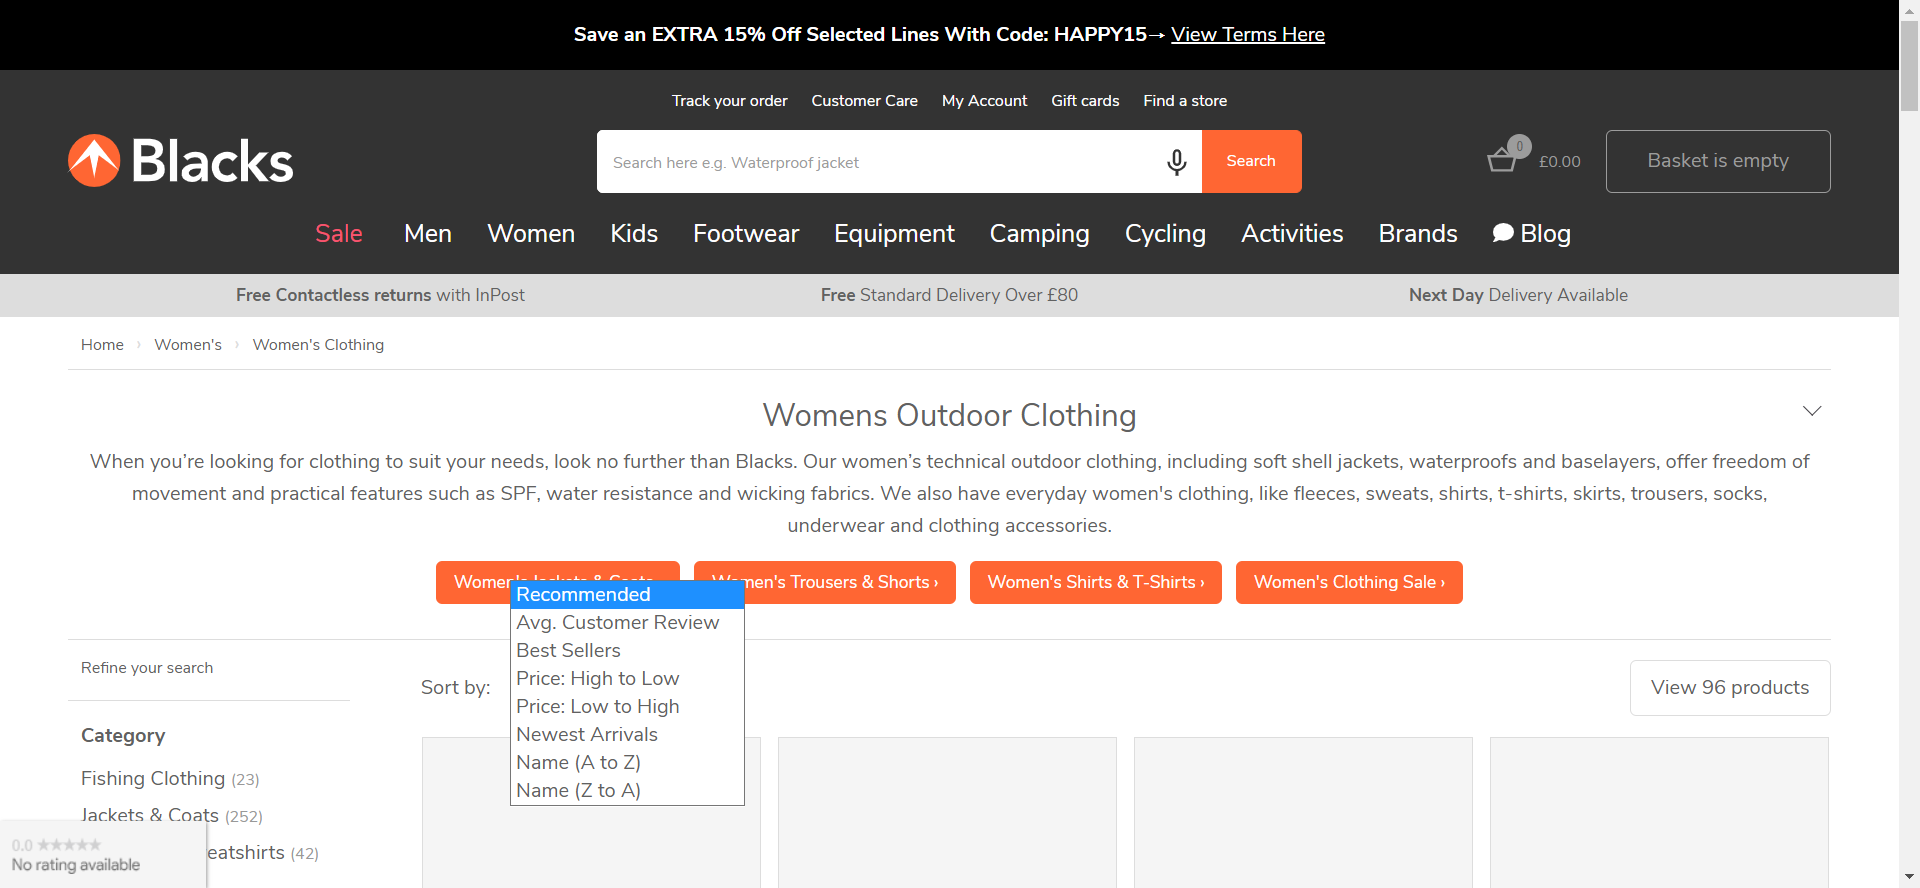 Save an EXTRA 15% Off Selected Lines With Code: HAPPY15→ View Terms Here
Track your order Customer Care My Account Gift cards Find a store
Blacks
Search here e.g. Waterproof jacket
Search
0
£0.00
Basket is empty
Sale Men Women Kids Footwear Equipment Camping Cycling Activities Brands Blog
Free Contactless returns with InPost
Free Standard Delivery Over £80
Next Day Delivery Available
Home › Women's › Women's Clothing
Womens Outdoor Clothing
When you’re looking for clothing to suit your needs, look no further than Blacks. Our women’s technical outdoor clothing, including soft shell jackets, waterproofs and baselayers, offer freedom of
movement and practical features such as SPF, water resistance and wicking fabrics. We also have everyday women's clothing, like fleeces, sweats, shirts, t-shirts, skirts, trousers, socks,
underwear and clothing accessories.
Women's Jackets & Coats
Women's Trousers & Shorts ›
Women's Shirts & T-Shirts ›
Women's Clothing Sale ›
Refine your search
Sort by:
Recommended
Avg. Customer Review
Best Sellers
Price: High to Low
Price: Low to High
Newest Arrivals
Name (A to Z)
Name (Z to A)
View 96 products
Category
Fishing Clothing (23)
Jackets & Coats (252)
eatshirts (42)
0.0 ★★★★★
No rating available